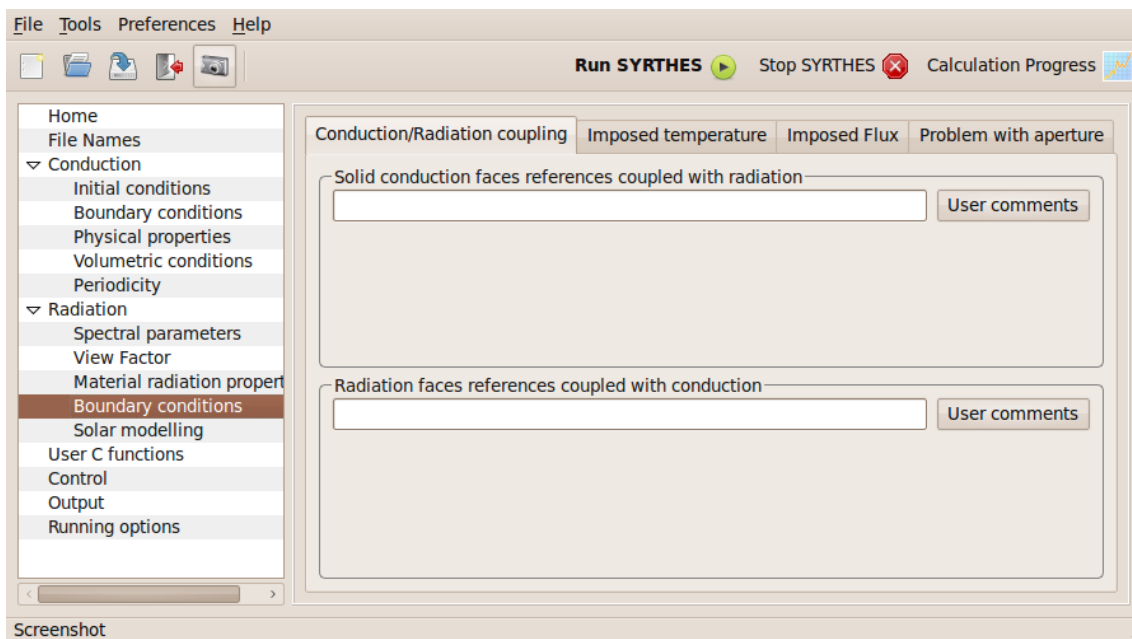 File Tools Preferences Help
Run SYRTHES Stop SYRTHES Calculation Progress
Home
File Names
Conduction
Initial conditions
Boundary conditions
Physical properties
Volumetric conditions
Periodicity
Radiation
Spectral parameters
View Factor
Material radiation propert
Boundary conditions
Solar modelling
User C functions
Control
Output
Running options
Conduction/Radiation coupling Imposed temperature Imposed Flux Problem with aperture
Solid conduction faces references coupled with radiation
User comments
Radiation faces references coupled with conduction
User comments
Screenshot